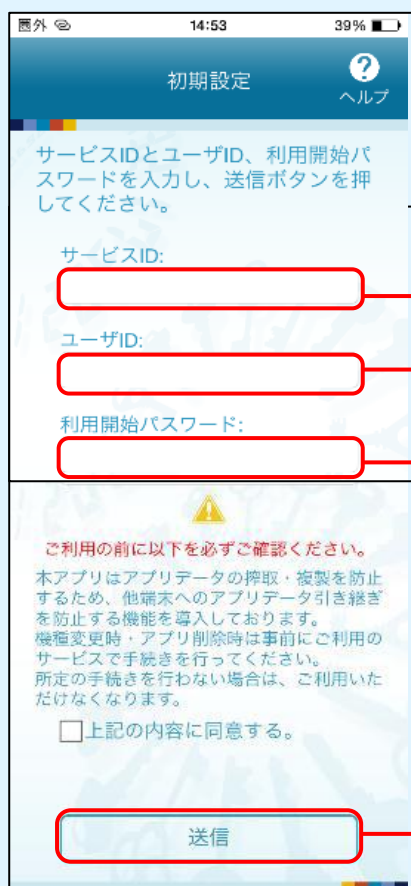 圏外 14:53 39%
初期設定
?
ヘルプ
サービスIDとユーザID、利用開始パ
スワードを入力し、送信ボタンを押
してください。
サービスID:
ユーザID:
利用開始パスワード:
ご利用の前に以下を必ずご確認ください。
本アプリはアプリデータの搾取・複製を防止
するため、他端末へのアプリデータ引き継ぎ
を防止する機能を導入しております。
機種変更時・アプリ削除時は事前にご利用の
サービスで手続きを行ってください。
所定の手続きを行わない場合は、ご利用いた
だけなくなります。
上記の内容に同意する。
送信